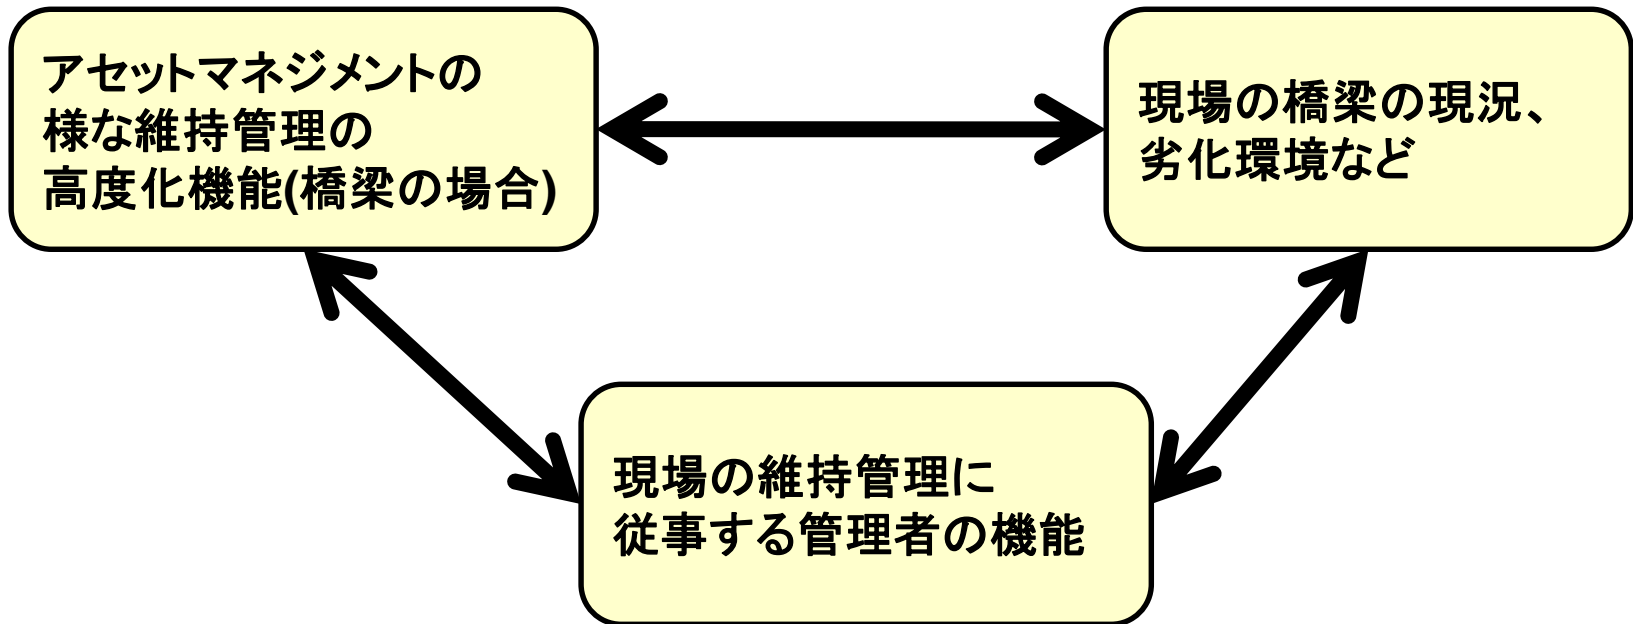 アセットマネジメントの
様な維持管理の
高度化機能(橋梁の場合)
現場の橋梁の現況、
劣化環境など
現場の維持管理に
従事する管理者の機能